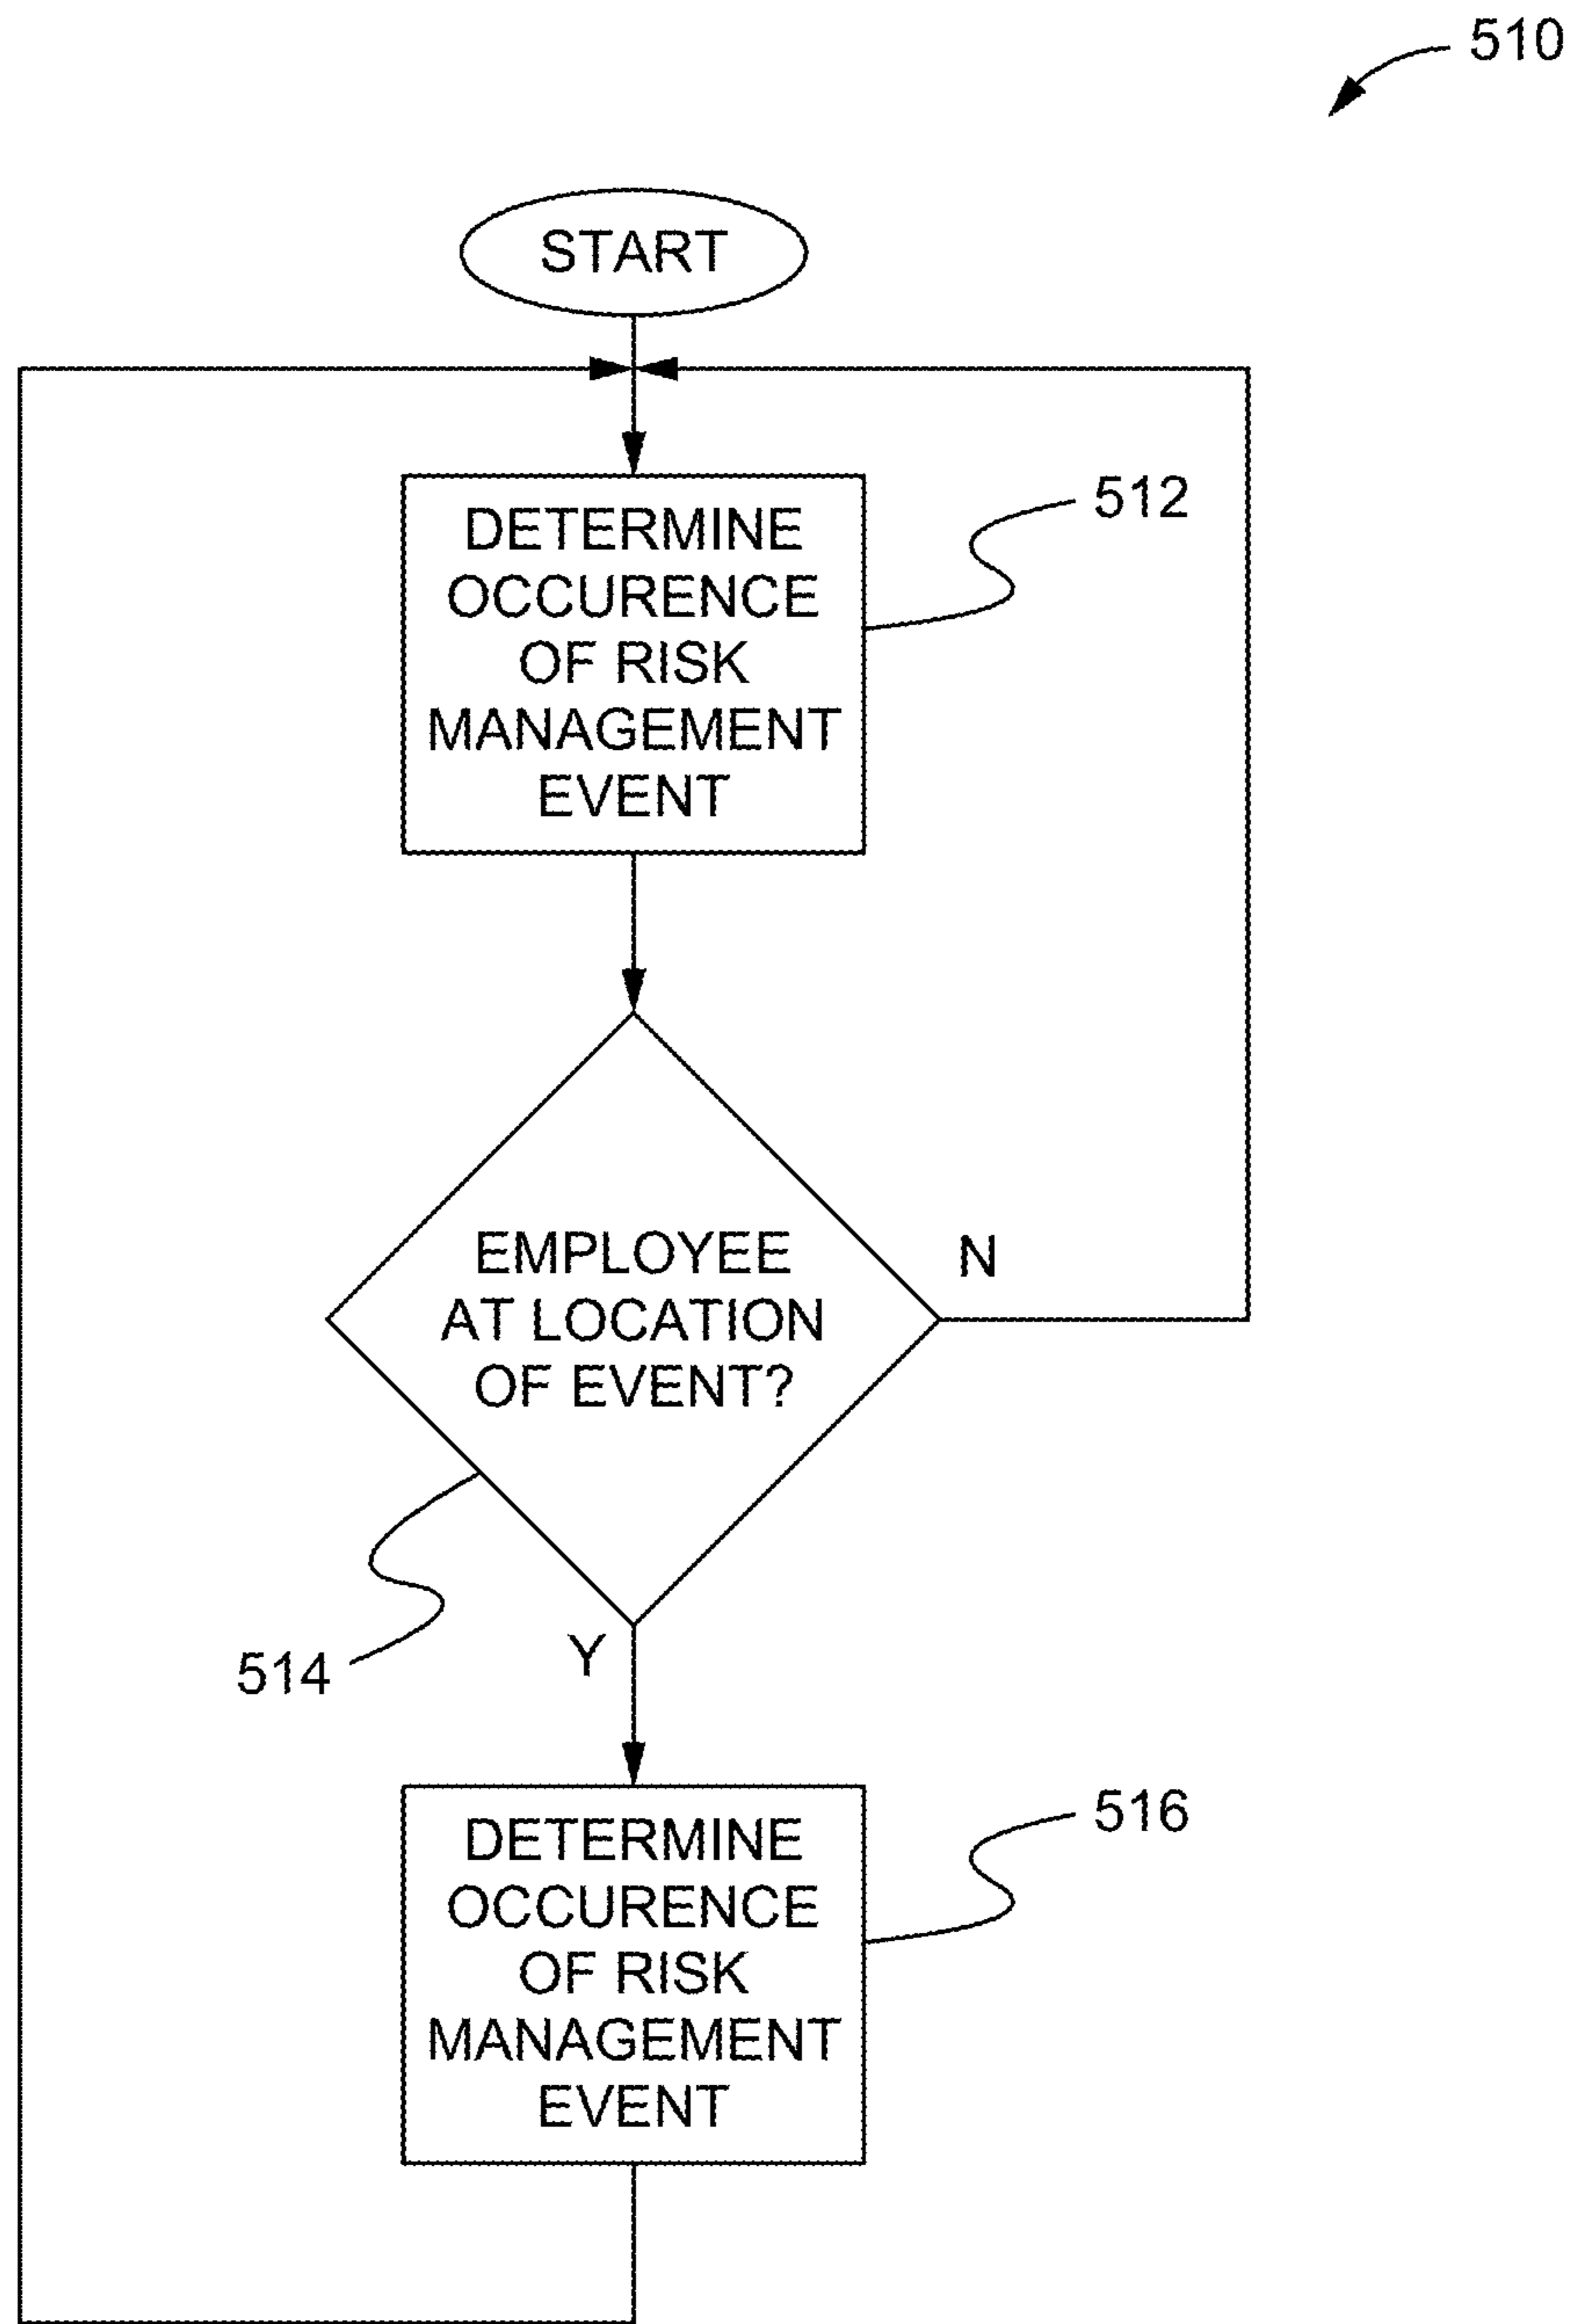 510
START
DETERMINE
OCCURENCE
OF RISK
MANAGEMENT
EVENT
512
EMPLOYEE
AT LOCATION
OF EVENT?
N
514
Y
DETERMINE
OCCURENCE
OF RISK
MANAGEMENT
EVENT
516